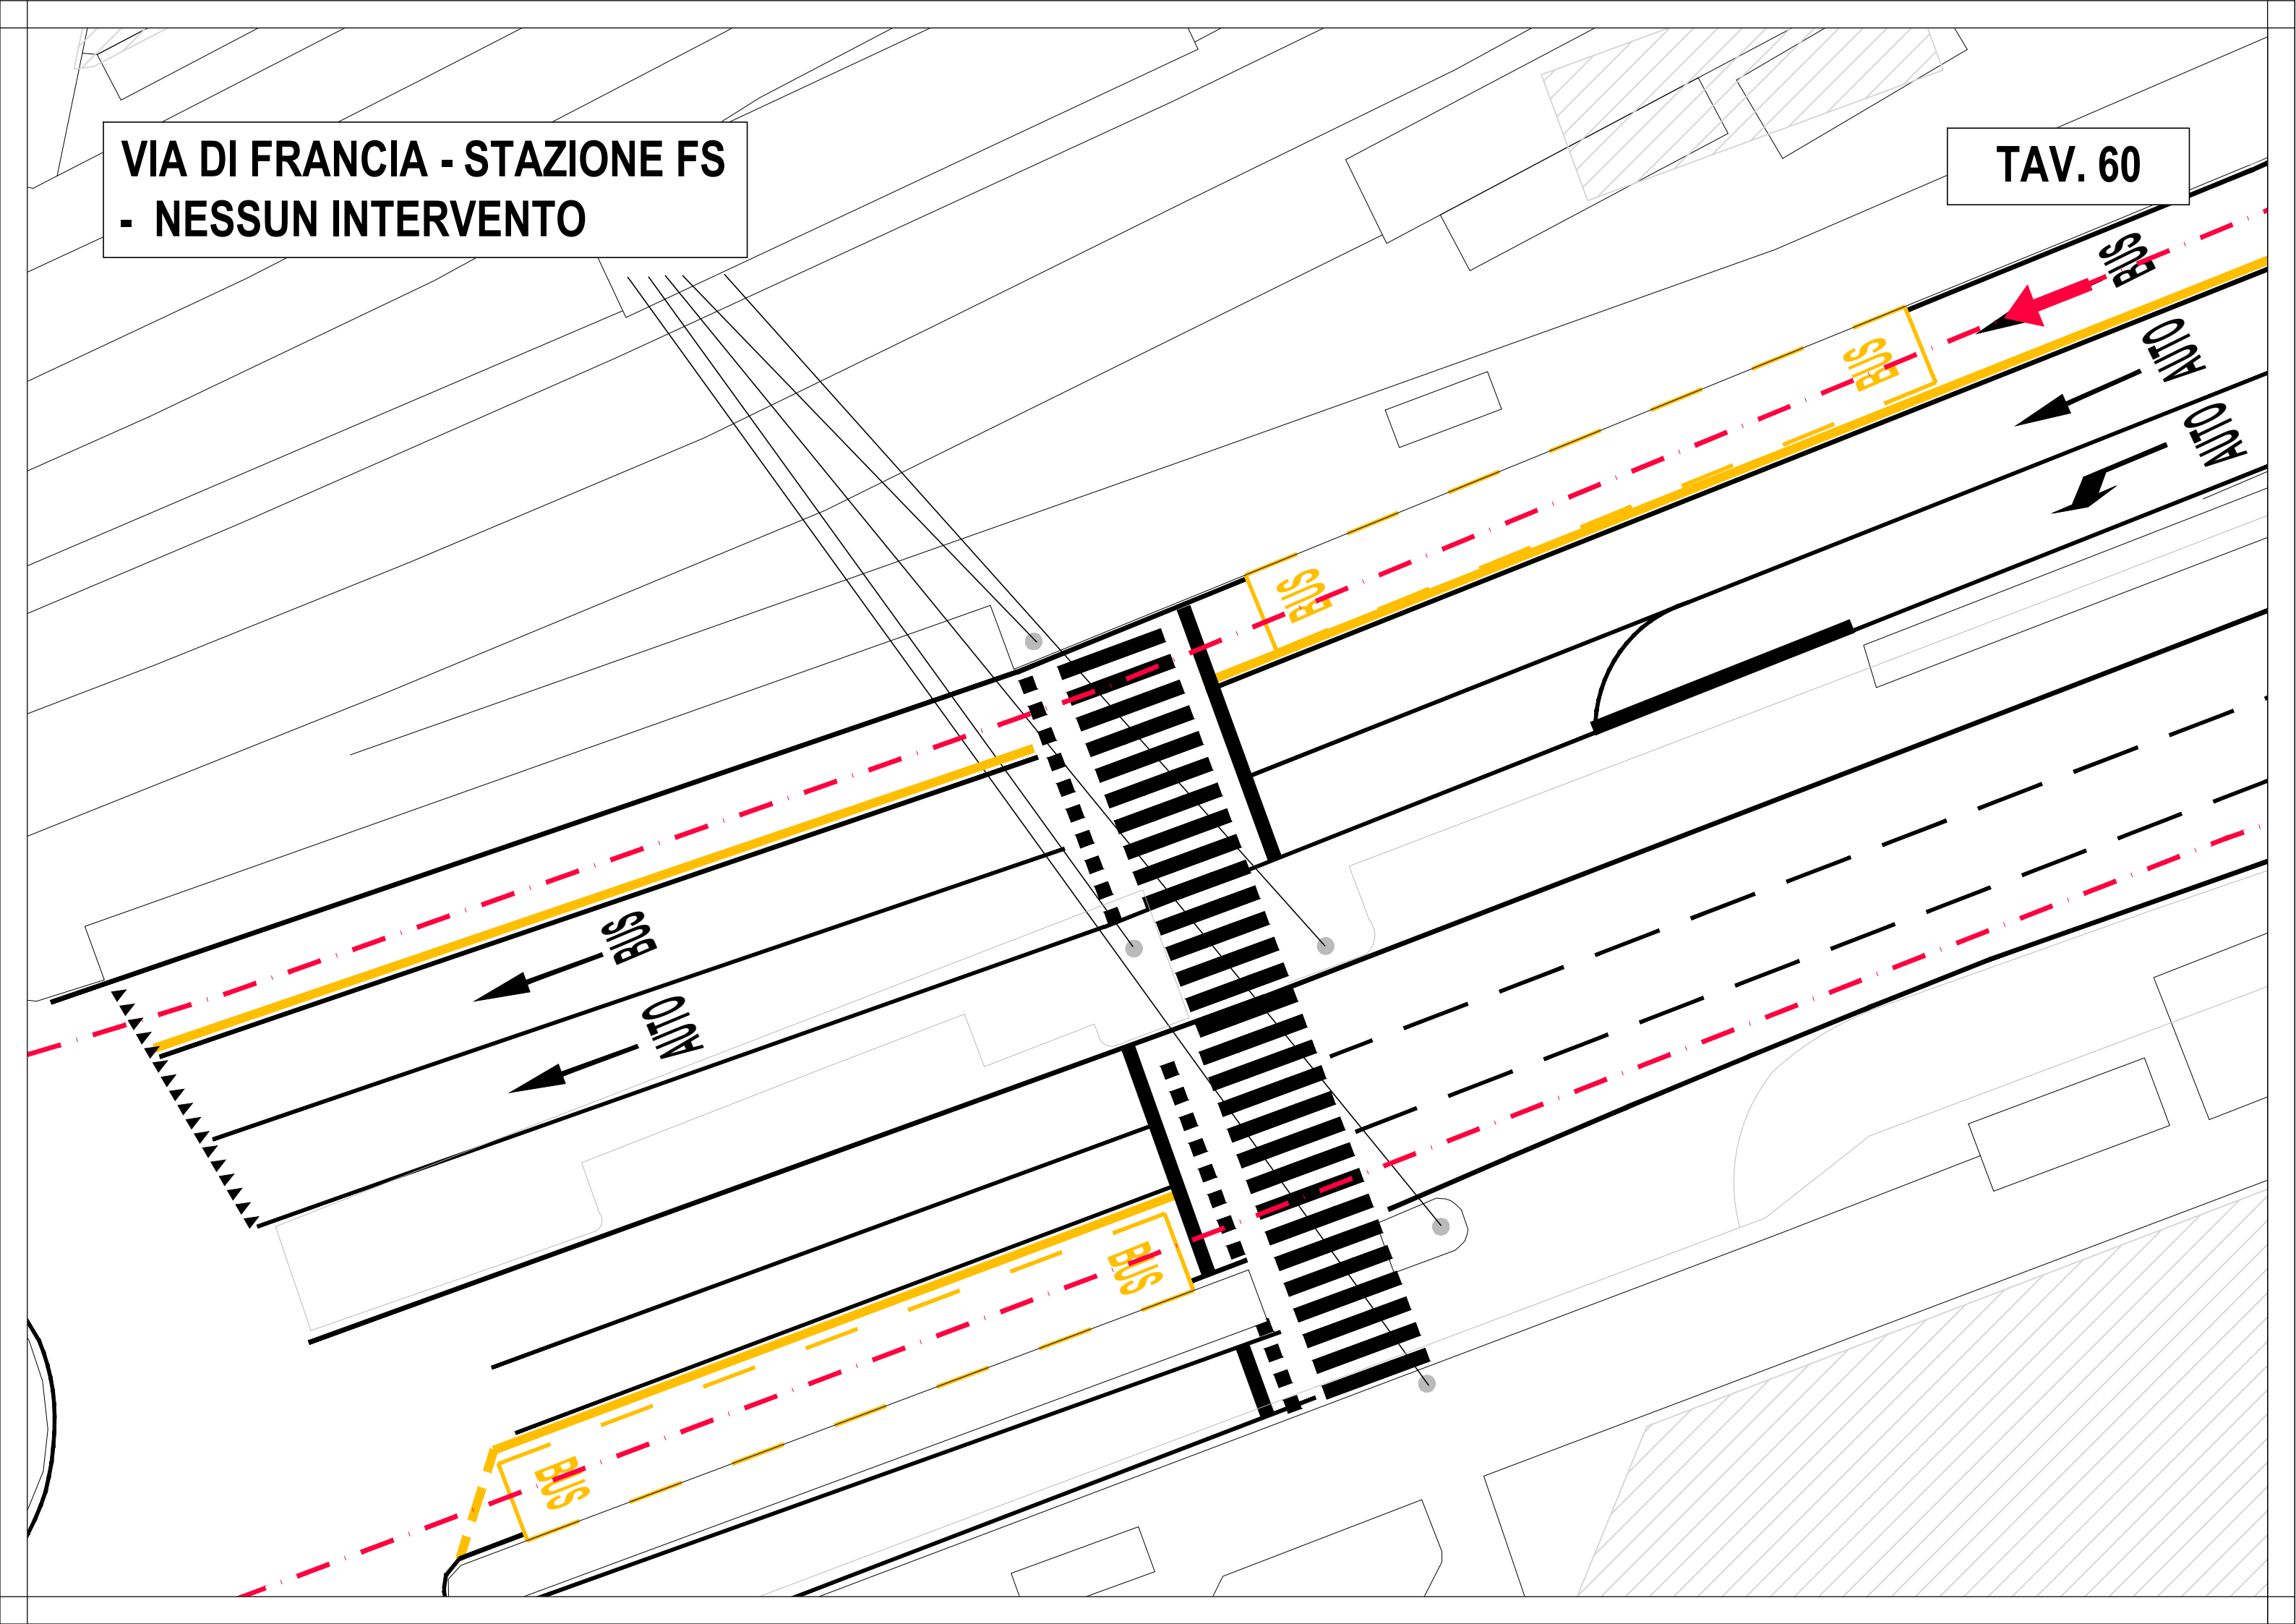 VIA DI FRANCIA - STAZIONE FS
- NESSUN INTERVENTO
TAV. 60
BUS
AUTO
AUTO
BUS
BUS
BUS
AUTO
BUS
BUS